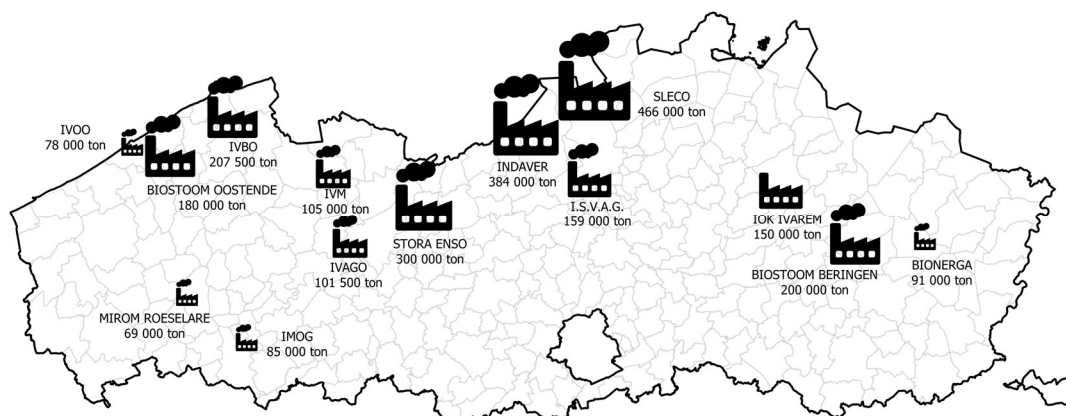 SLECO
466 000 ton
IVOO
78 000 ton
IVBO
207 500 ton
INDAVER
384 000 ton
BIOSTOOM OOSTENDE
180 000 ton
IVM
105 000 ton
I.S.V.A.G.
159 000 ton
IOK IVAREM
150 000 ton
STORA ENSO
300 000 ton
IVAGO
101 500 ton
BIOSTOOM BERINGEN
200 000 ton
BIONERGA
91 000 ton
MIROM ROESELARE
69 000 ton
IMOG
85 000 ton